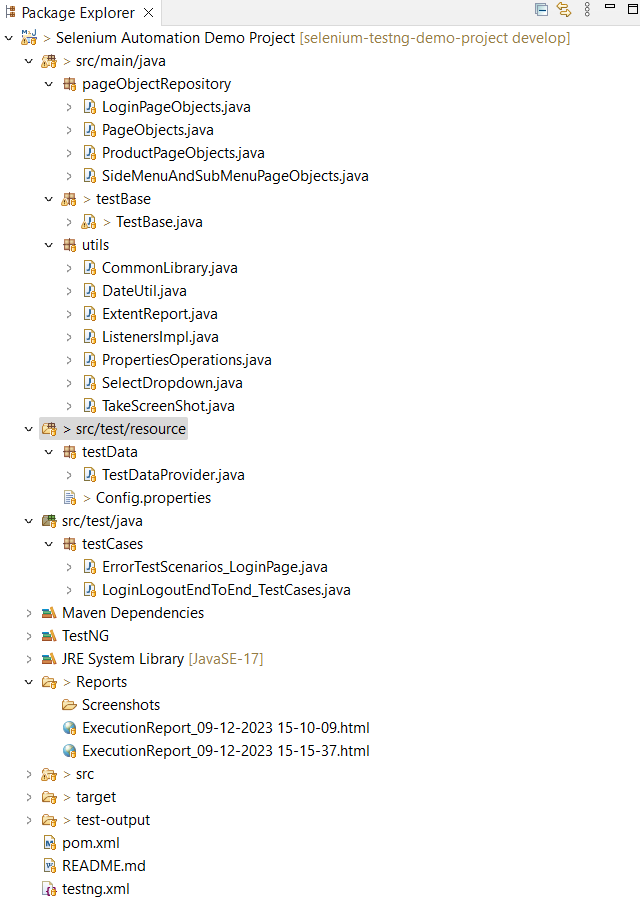 Package Explorer
> Selenium Automation Demo Project [selenium-testng-demo-project develop]
> src/main/java
pageObjectRepository
LoginPageObjects.java
PageObjects.java
ProductPageObjects.java
SideMenuAndSubMenuPageObjects.java
> testBase
> TestBase.java
utils
CommonLibrary.java
DateUtil.java
ExtentReport.java
ListenersImpl.java
PropertiesOperations.java
SelectDropdown.java
TakeScreenShot.java
> src/test/resource
testData
TestDataProvider.java
> Config.properties
src/test/java
testCases
ErrorTestScenarios_LoginPage.java
LoginLogoutEndToEnd_TestCases.java
Maven Dependencies
TestNG
JRE System Library [JavaSE-17]
> Reports
Screenshots
ExecutionReport_09-12-2023 15-10-09.html
ExecutionReport_09-12-2023 15-15-37.html
> src
> target
> test-output
pom.xml
README.md
testng.xml